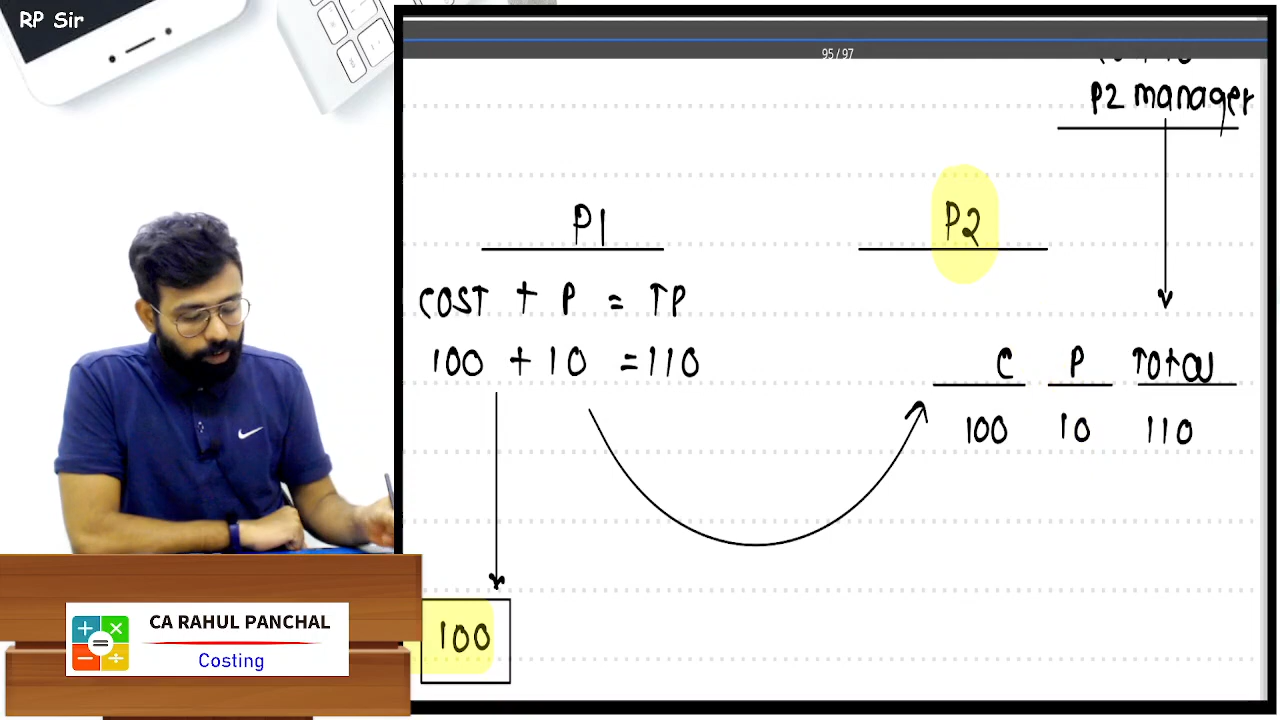 RP Sir
95 / 97
P2 manager
P1
P2
COST + P = TP
100 + 10 = 110
C P Total
100 10 110
100
CA RAHUL PANCHAL
Costing